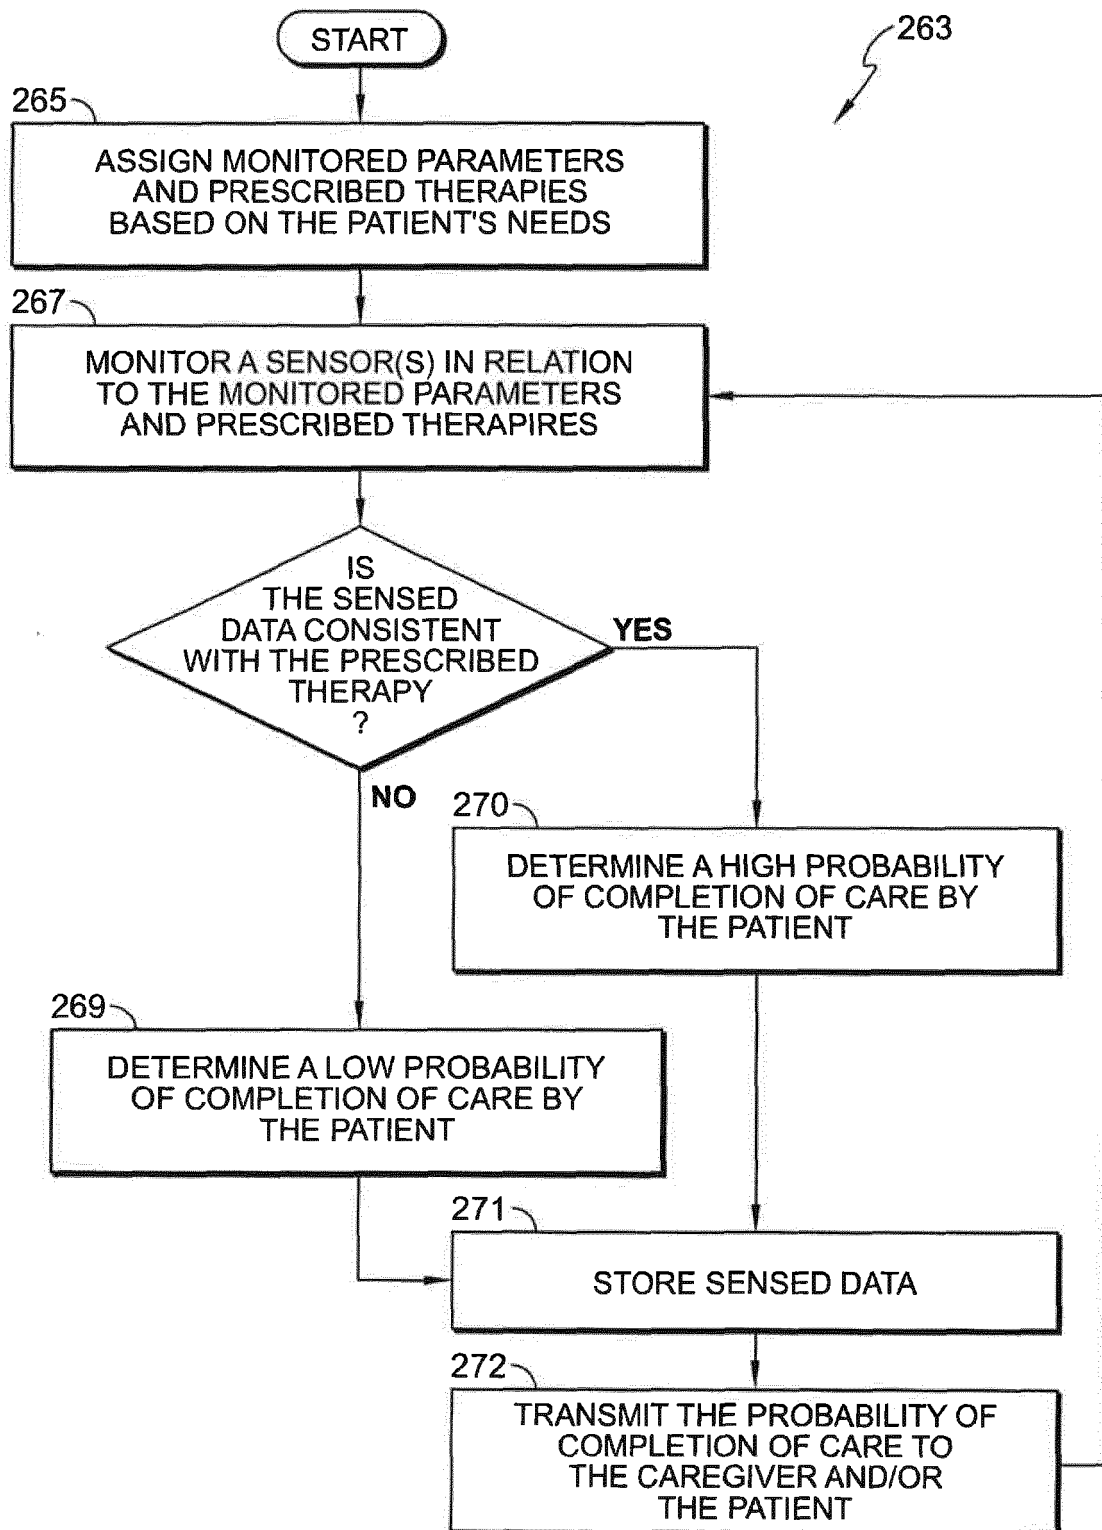 START
263
265
ASSIGN MONITORED PARAMETERS
AND PRESCRIBED THERAPIES
BASED ON THE PATIENT'S NEEDS
267
MONITOR A SENSOR(S) IN RELATION
TO THE MONITORED PARAMETERS
AND PRESCRIBED THERAPIRES
IS
THE SENSED
DATA CONSISTENT
WITH THE PRESCRIBED
THERAPY
?
YES
NO
270
DETERMINE A HIGH PROBABILITY
OF COMPLETION OF CARE BY
THE PATIENT
269
DETERMINE A LOW PROBABILITY
OF COMPLETION OF CARE BY
THE PATIENT
271
STORE SENSED DATA
272
TRANSMIT THE PROBABILITY OF
COMPLETION OF CARE TO
THE CAREGIVER AND/OR
THE PATIENT